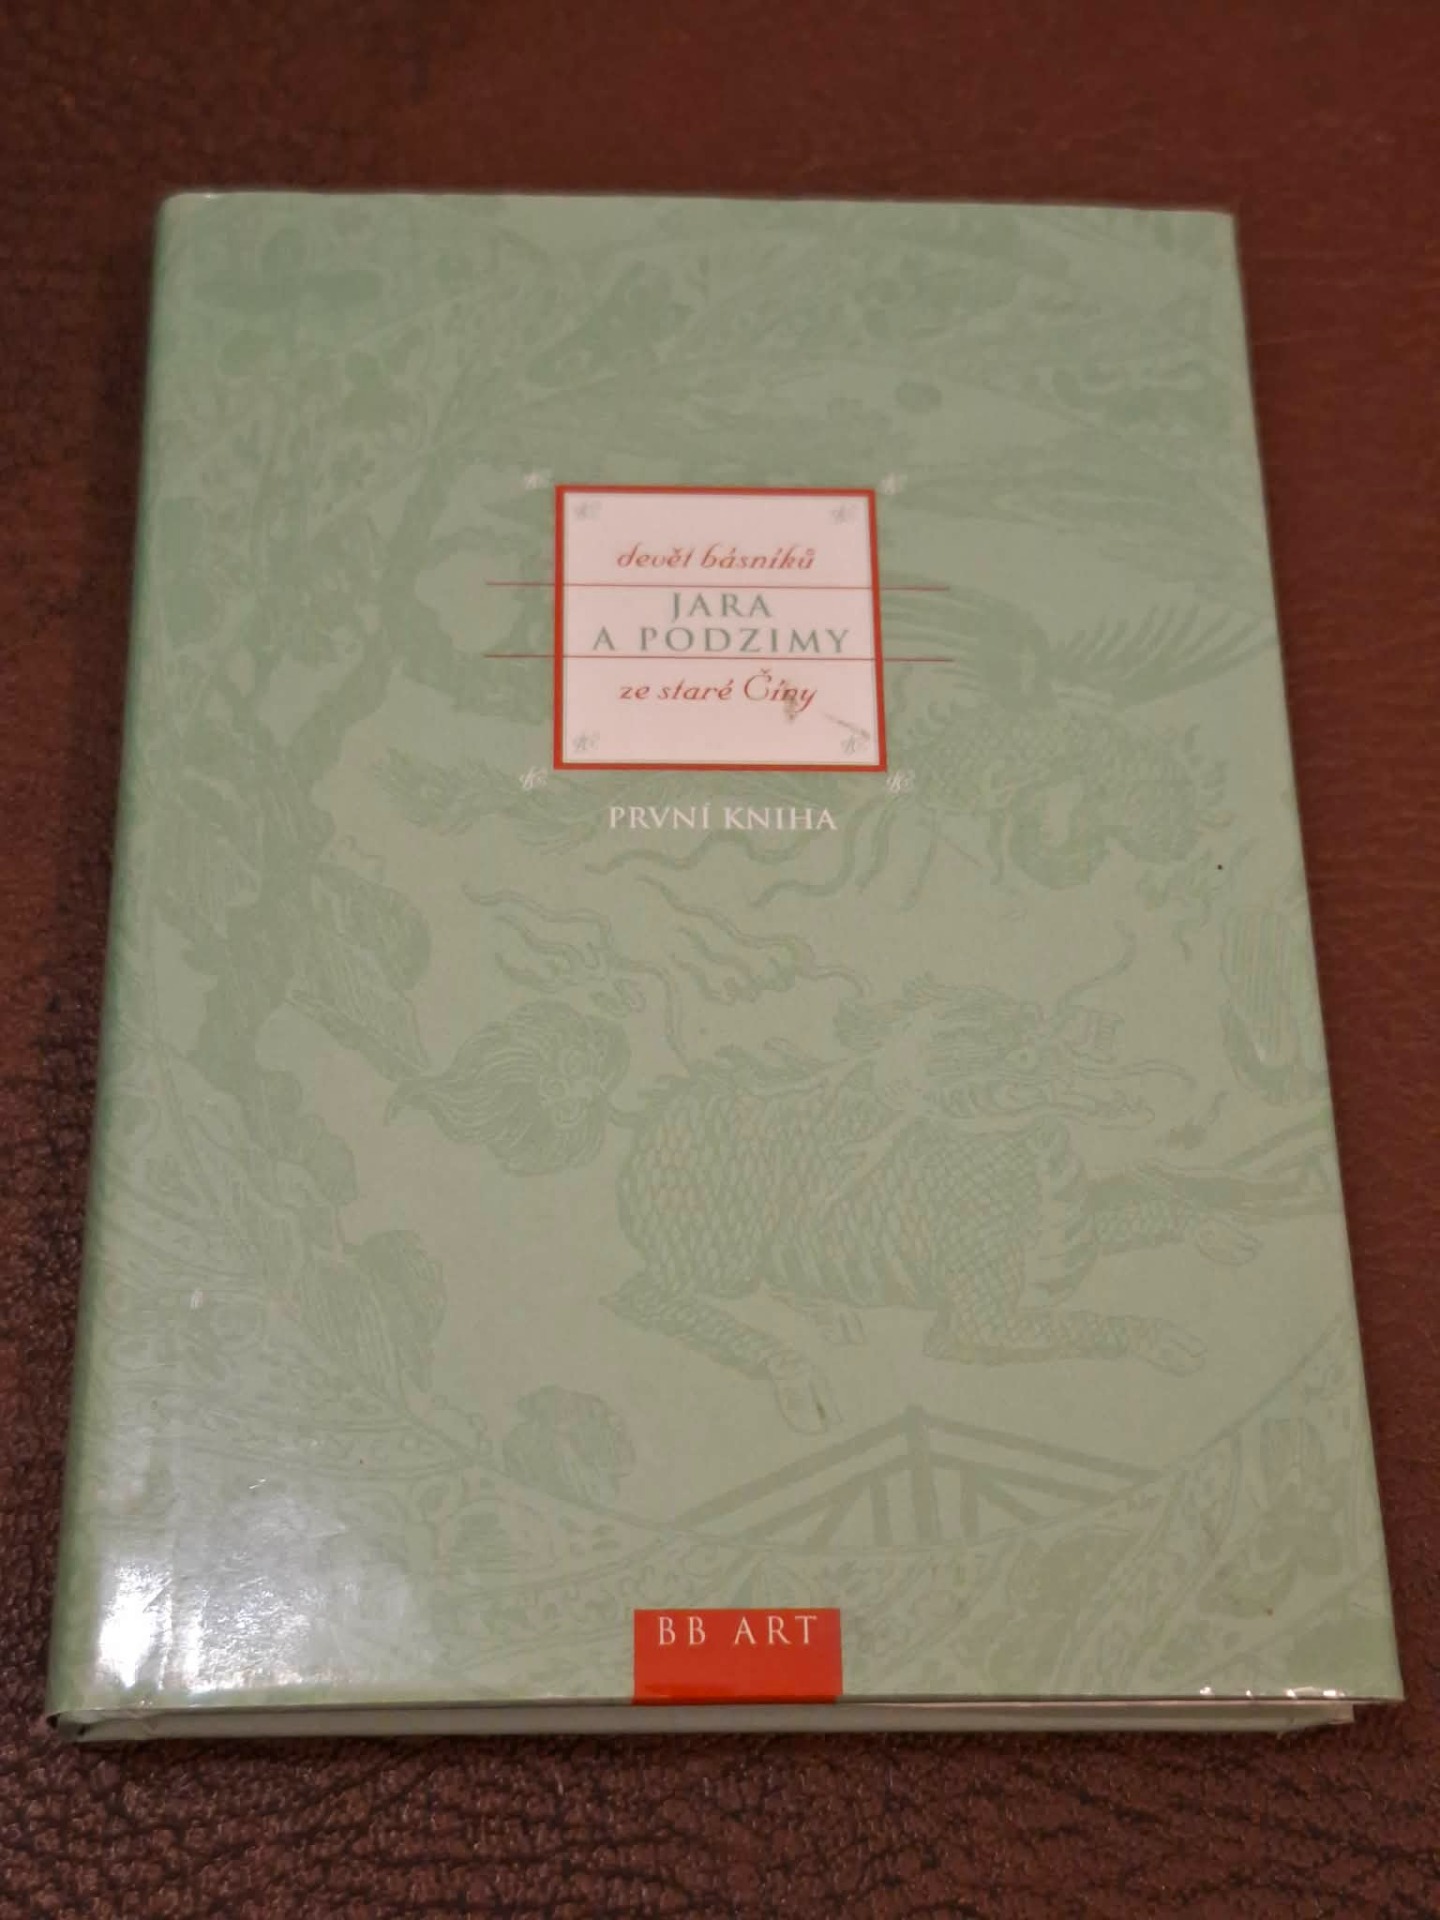 devět básníků
JARA
A PODZIMY
ze staré Číny
PRVNÍ KNIHA
BB ART